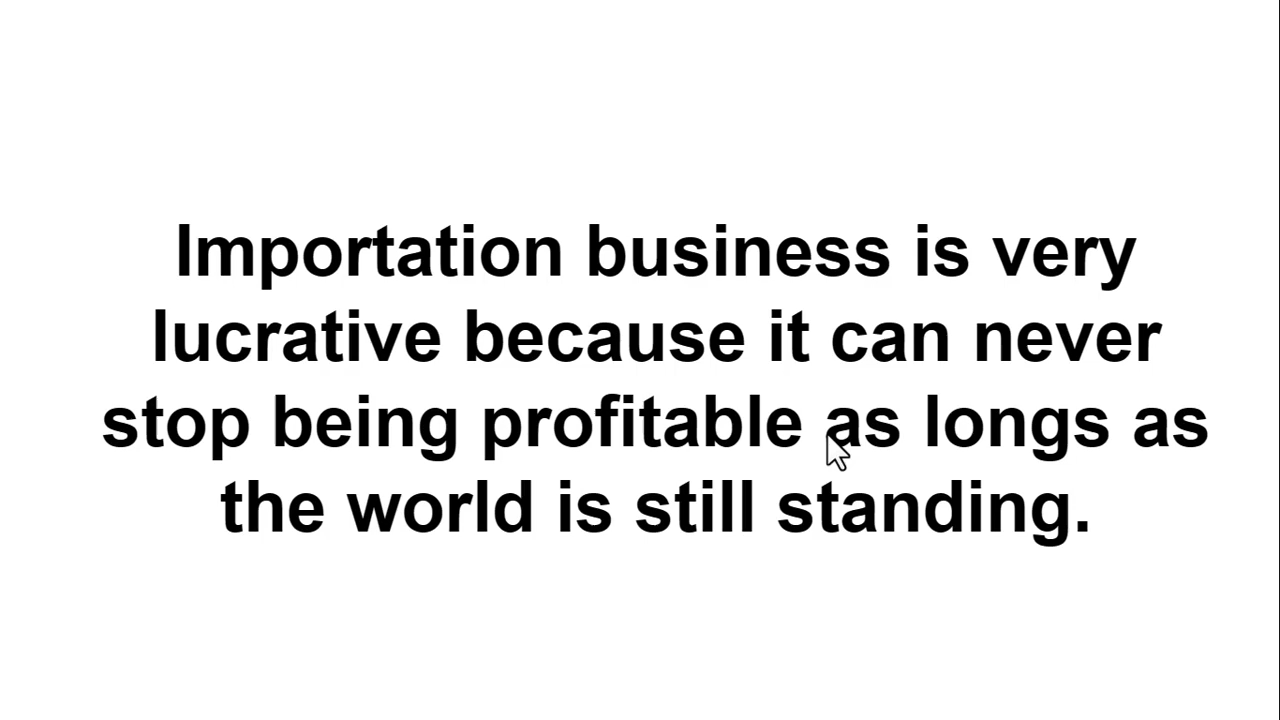 Importation business is very
lucrative because it can never
stop being profitable as longs as
the world is still standing.